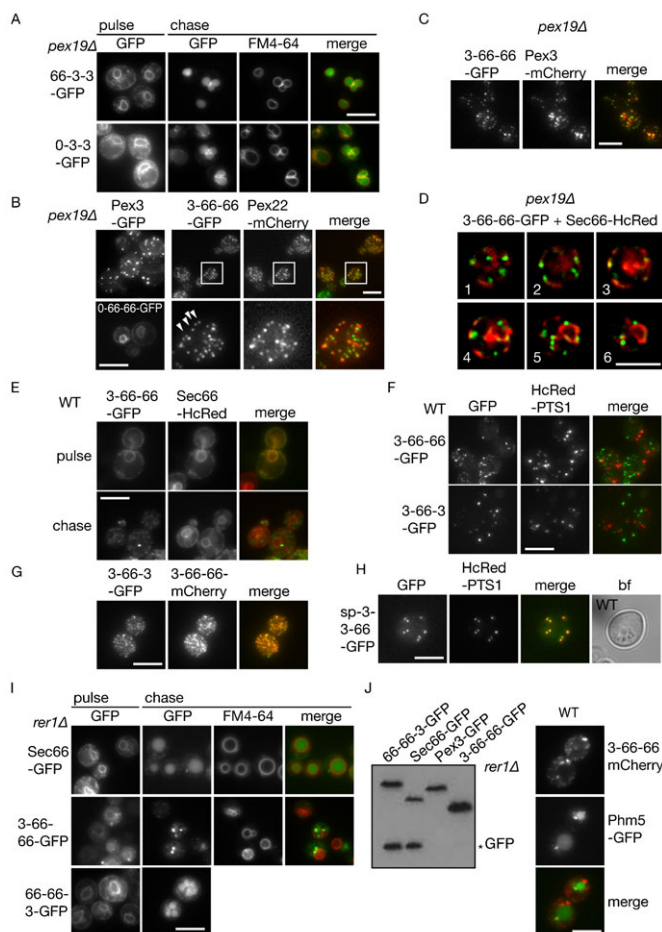 A
pulse chase
pex19Δ GFP GFP FM4-64 merge
66-3-3
-GFP
0-3-3
-GFP
B
pex19Δ
Pex3
-GFP
3-66-66
-GFP
Pex22
-mCherry
merge
0-66-66-GFP
C
pex19Δ
3-66-66
-GFP
Pex3
-mCherry
merge
D
pex19Δ
3-66-66-GFP + Sec66-HcRed
1 2 3
4 5 6
E
WT
3-66-66
-GFP
Sec66
-HcRed
merge
pulse
chase
F
WT
GFP
HcRed
-PTS1
merge
3-66-66
-GFP
3-66-3
-GFP
G
3-66-3
-GFP
3-66-66-
mCherry
merge
H
GFP
HcRed
-PTS1
merge
bf
sp-3-
3-66
-GFP
WT
I
pulse chase
rer1Δ
GFP GFP FM4-64 merge
Sec66
-GFP
3-66-
66-GFP
66-66-
3-GFP
J
66-66-3-GFP
Sec66-GFP
Pex3-GFP
3-66-66-GFP
rer1Δ
*GFP
WT
3-66-66
mCherry
Phm5
-GFP
merge